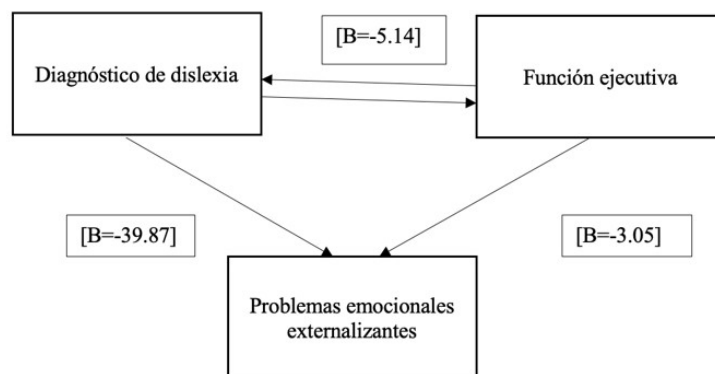 [B=-5.14]
Diagnóstico de dislexia
Función ejecutiva
[B=-39.87]
[B=-3.05]
Problemas emocionales
externalizantes